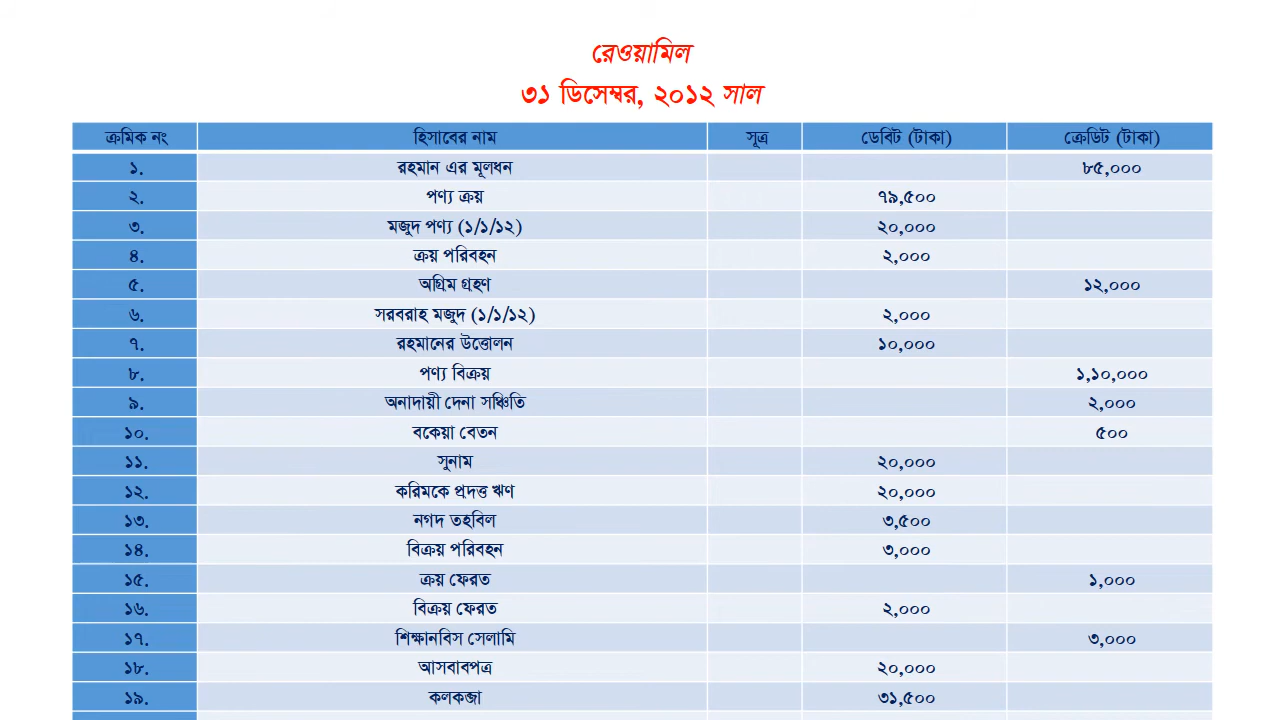 রেওয়ামিল
৩১ ডিসেম্বর, ২০১২ সাল
ক্রমিক নং হিসাবের নাম সূত্র ডেবিট (টাকা) ক্রেডিট (টাকা)
১. রহমান এর মূলধন ৮৫,০০০
২. পণ্য ক্রয় ৭৯,৫০০
৩. মজুদ পণ্য (১/১/১২) ২০,০০০
৪. ক্রয় পরিবহন ২,০০০
৫. অগ্রিম গ্রহণ ১২,০০০
৬. সরবরাহ মজুদ (১/১/১২) ২,০০০
৭. রহমানের উত্তোলন ১০,০০০
৮. পণ্য বিক্রয় ১,১০,০০০
৯. অনাদায়ী দেনা সঞ্চিতি ২,০০০
১০. বকেয়া বেতন ৫০০
১১. সুনাম ২০,০০০
১২. করিমকে প্রদত্ত ঋণ ২০,০০০
১৩. নগদ তহবিল ৩,৫০০
১৪. বিক্রয় পরিবহন ৩,০০০
১৫. ক্রয় ফেরত ১,০০০
১৬. বিক্রয় ফেরত ২,০০০
১৭. শিক্ষানবিস সেলামি ৩,০০০
১৮. আসবাবপত্র ২০,০০০
১৯. কলকব্জা ৩১,৫০০